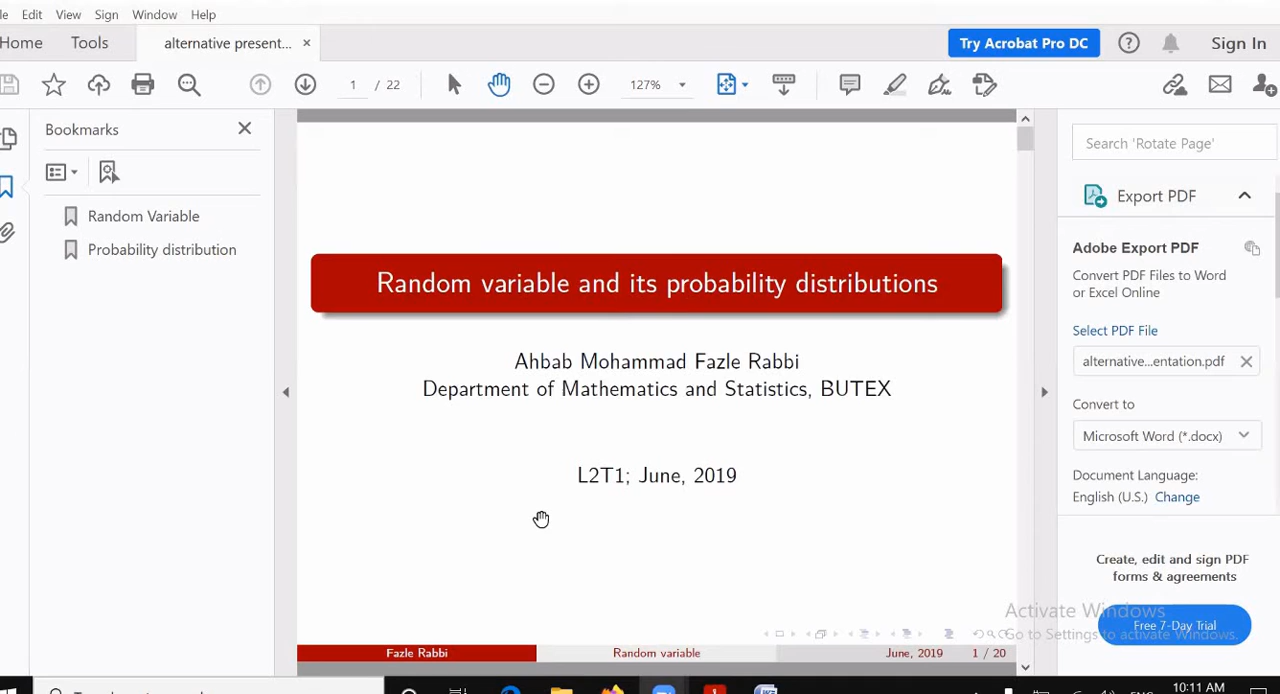 Edit View Sign Window Help
Home Tools alternative present... ×
Try Acrobat Pro DC Sign In
1 / 22 127%
Bookmarks
Random Variable
Probability distribution
Random variable and its probability distributions
Ahbab Mohammad Fazle Rabbi
Department of Mathematics and Statistics, BUTEX
L2T1; June, 2019
Fazle Rabbi Random variable June, 2019 1 / 20
Search 'Rotate Page'
Export PDF
Adobe Export PDF
Convert PDF Files to Word
or Excel Online
Select PDF File
alternative...entation.pdf
Convert to
Microsoft Word (*.docx)
Document Language:
English (U.S.) Change
Create, edit and sign PDF
forms & agreements
Free 7-Day Trial
Activate Windows
Go to Settings to activate Windows.
10:11 AM